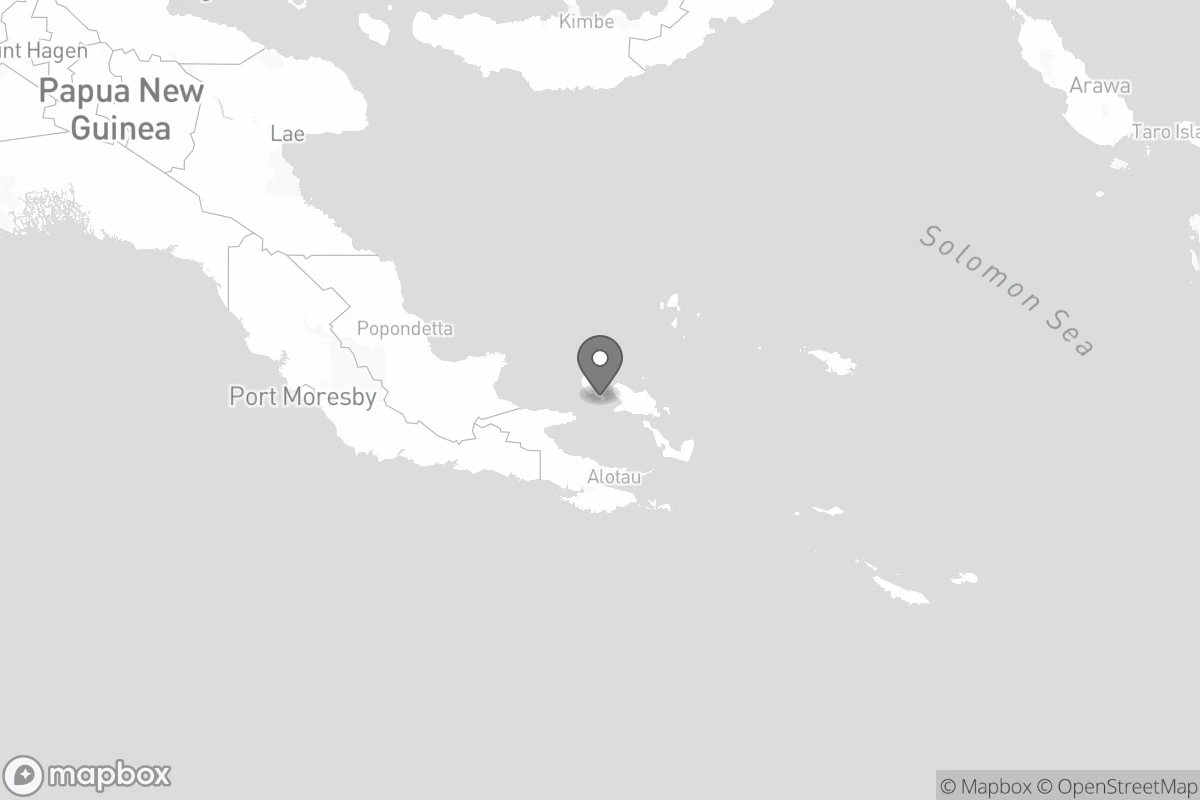 Kimbe
nt Hagen
Arawa
Papua New
Guinea
Lae
Taro Isla
Solomon Sea
Popondetta
Port Moresby
Alotau
mapbox
© Mapbox © OpenStreetMap